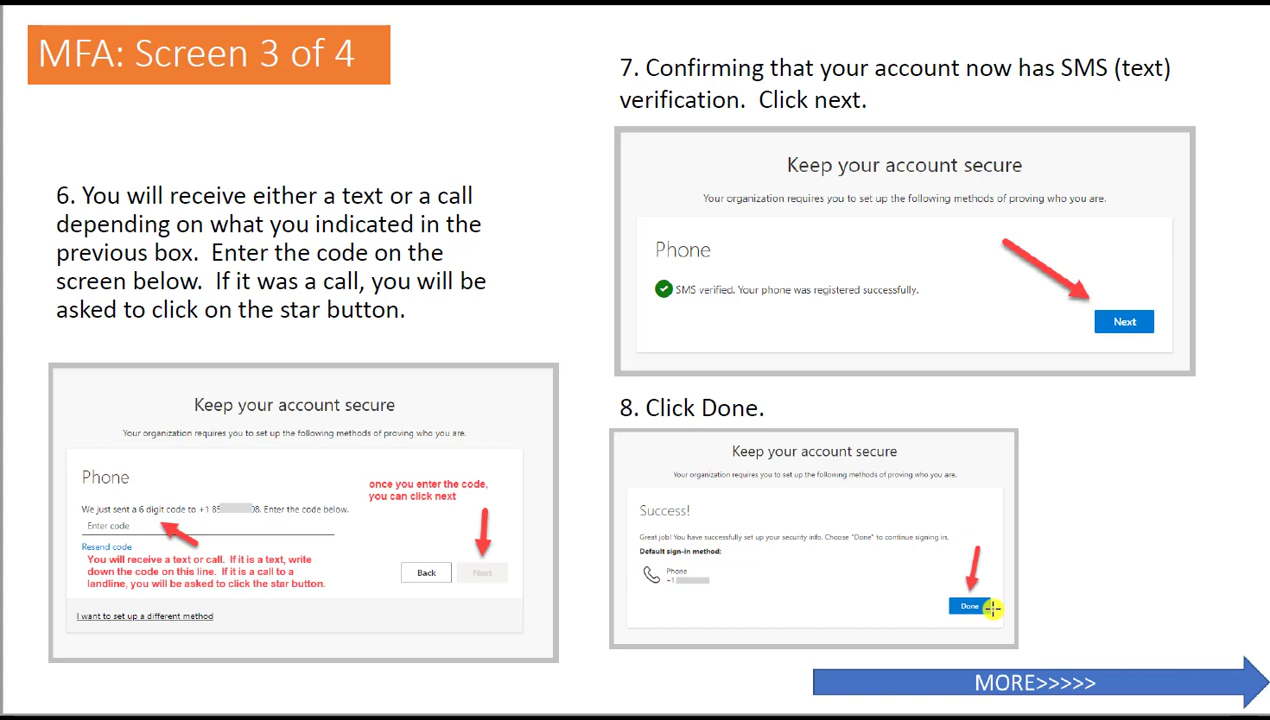 MFA: Screen 3 of 4
6. You will receive either a text or a call
depending on what you indicated in the
previous box.  Enter the code on the
screen below.  If it was a call, you will be
asked to click on the star button.
Keep your account secure
Your organization requires you to set up the following methods of proving who you are.
Phone
We just sent a 6 digit code to +1 85 08. Enter the code below.
Enter code
Resend code
once you enter the code,
you can click next
You will receive a text or call.  If it is a text, write
down the code on this line.  If it is a call to a
landline, you will be asked to click the star button.
Back
Next
I want to set up a different method
7. Confirming that your account now has SMS (text)
verification.  Click next.
Keep your account secure
Your organization requires you to set up the following methods of proving who you are.
Phone
SMS verified. Your phone was registered successfully.
Next
8. Click Done.
Keep your account secure
Your organization requires you to set up the following methods of proving who you are.
Success!
Great job! You have successfully set up your security info. Choose "Done" to continue signing in.
Default sign-in method:
Phone
+1
Done
MORE>>>>>